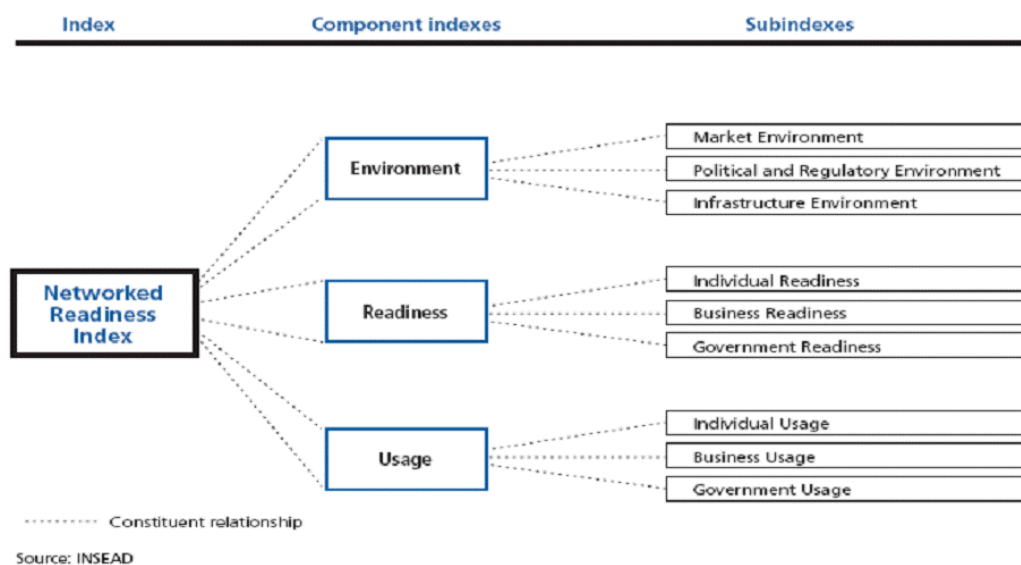 Index Component indexes Subindexes
Market Environment
Environment
Political and Regulatory Environment
Infrastructure Environment
Networked
Readiness
Index
Individual Readiness
Readiness
Business Readiness
Government Readiness
Individual Usage
Usage
Business Usage
Government Usage
Constituent relationship
Source: INSEAD